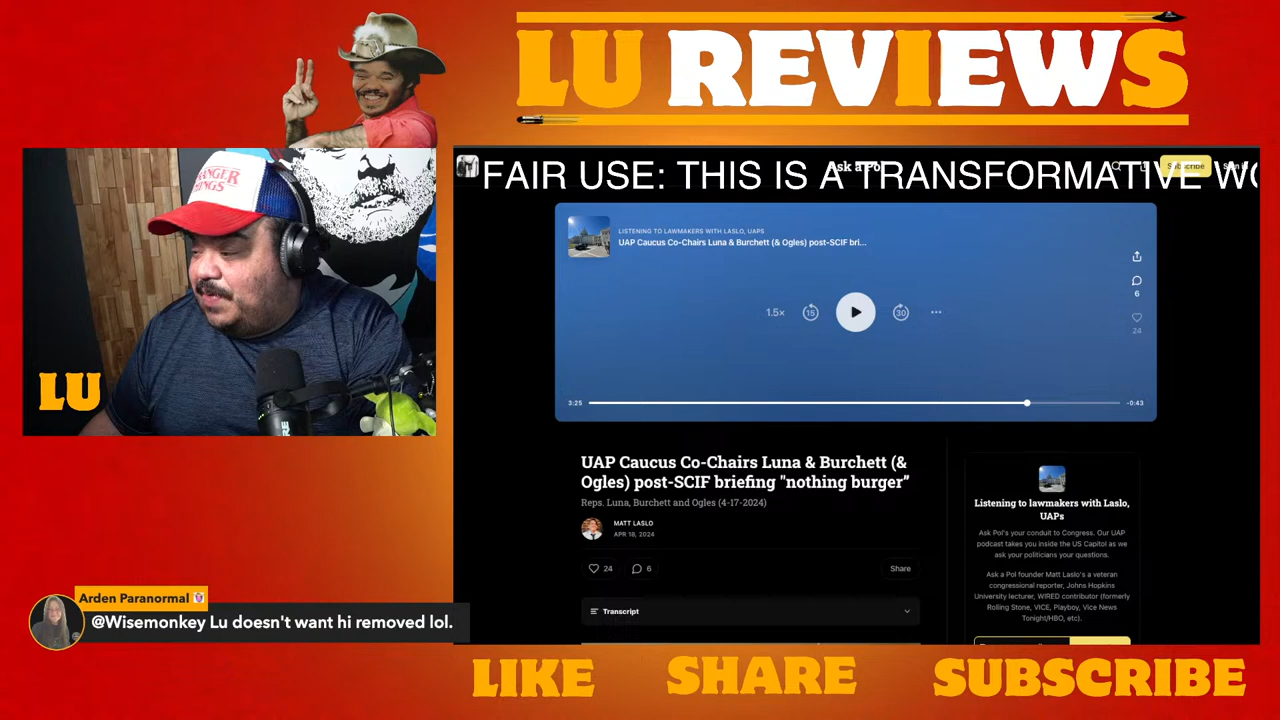 LU REVIEWS
STRANGER
THINGS
LU
FAIR USE: THIS IS A TRANSFORMATIVE
Ask a Pol
Subscribe
LISTENING TO LAWMAKERS WITH LASLO, UAPS
UAP Caucus Co-Chairs Luna & Burchett (& Ogles) post-SCIF bri...
1.5×
15
30
6
24
3:25
-0:43
UAP Caucus Co-Chairs Luna & Burchett (&
Ogles) post-SCIF briefing "nothing burger”
Reps. Luna, Burchett and Ogles (4-17-2024)
MATT LASLO
APR 18, 2024
24
6
Share
Transcript
Listening to lawmakers with Laslo,
UAPs
Ask Pol's your conduit to Congress. Our UAP
podcast takes you inside the US Capitol as we
ask your politicians your questions.
Ask a Pol founder Matt Laslo's a veteran
congressional reporter, Johns Hopkins
University lecturer, WIRED contributor (formerly
Rolling Stone, VICE, Playboy, Vice News
Tonight/HBO, etc).
Arden Paranormal
@Wisemonkey Lu doesn't want hi removed lol.
LIKE
SHARE
SUBSCRIBE